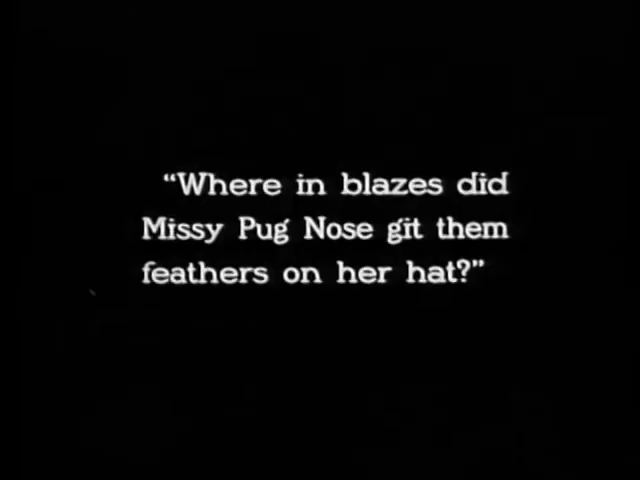 “Where in blazes did
Missy Pug Nose git them
feathers on her hat?”